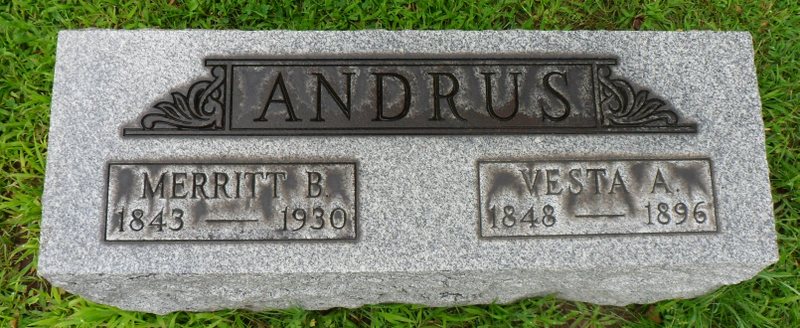 ANDRUS
MERRITT B.
1843 — 1930
VESTA A.
1848 — 1896